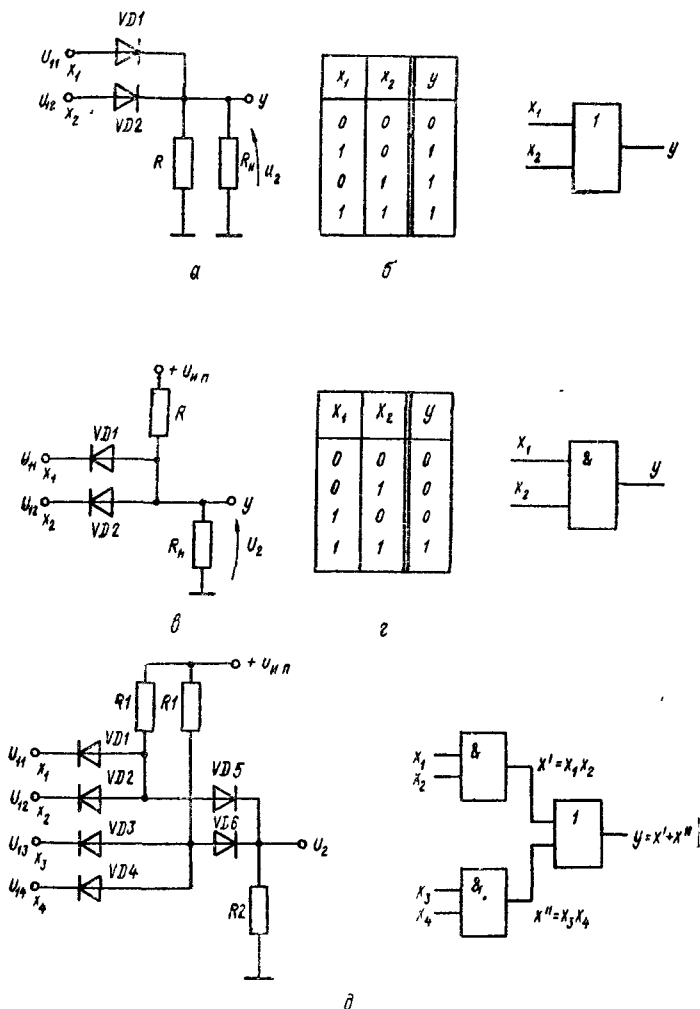 VD1
U₁₁ X₁
U₁₂ X₂
VD2
y
R Rн U₂
а
X₁ X₂ y
0 0 0
1 0 1
0 1 1
1 1 1
б
X₁ 1
X₂ y
+ Uип
R
VD1
U₁₁ X₁
U₁₂ X₂
VD2
y
Rн U₂
в
X₁ X₂ y
0 0 0
0 1 0
1 0 0
1 1 1
г
X₁ &
X₂ y
+ Uип
R1 R1
U₁₁ X₁ VD1
U₁₂ X₂ VD2 VD5
U₁₃ X₃ VD3 VD6 U₂
U₁₄ X₄ VD4
R2
X₁ &
X₂ X'=X₁X₂
1 y=X'+X"
X₃ &
X₄ X"=X₃X₄
д